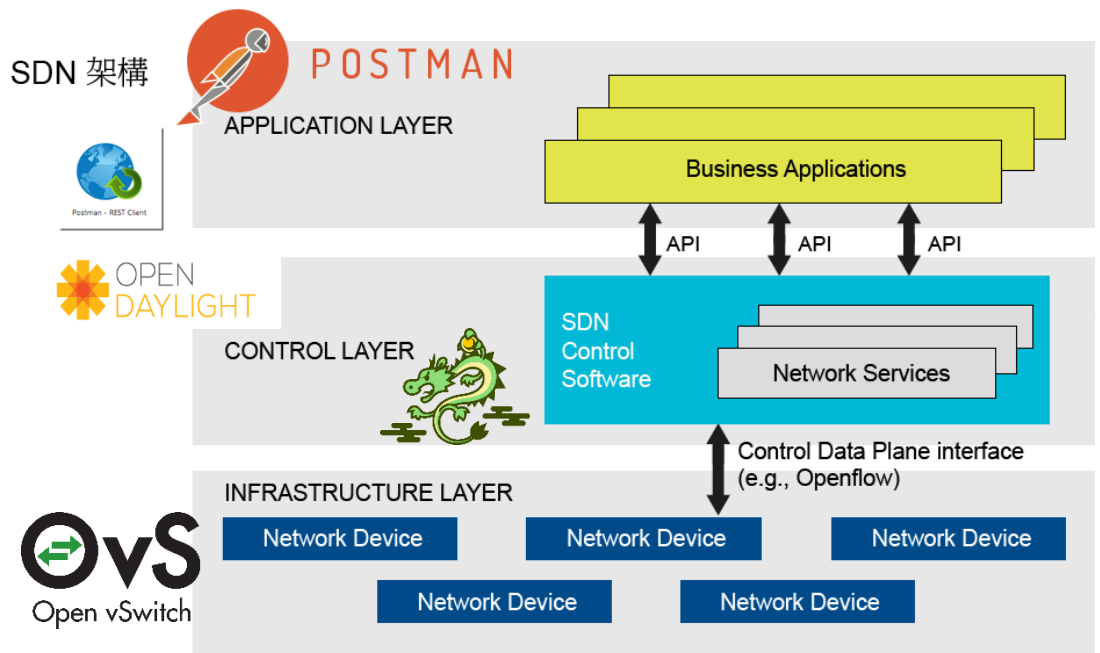 SDN 架構
POSTMAN
APPLICATION LAYER
Business Applications
Postman - REST Client
API
API
API
OPEN
DAYLIGHT
CONTROL LAYER
SDN
Control
Software
Network Services
Control Data Plane interface
(e.g., Openflow)
INFRASTRUCTURE LAYER
OvS
Open vSwitch
Network Device
Network Device
Network Device
Network Device
Network Device